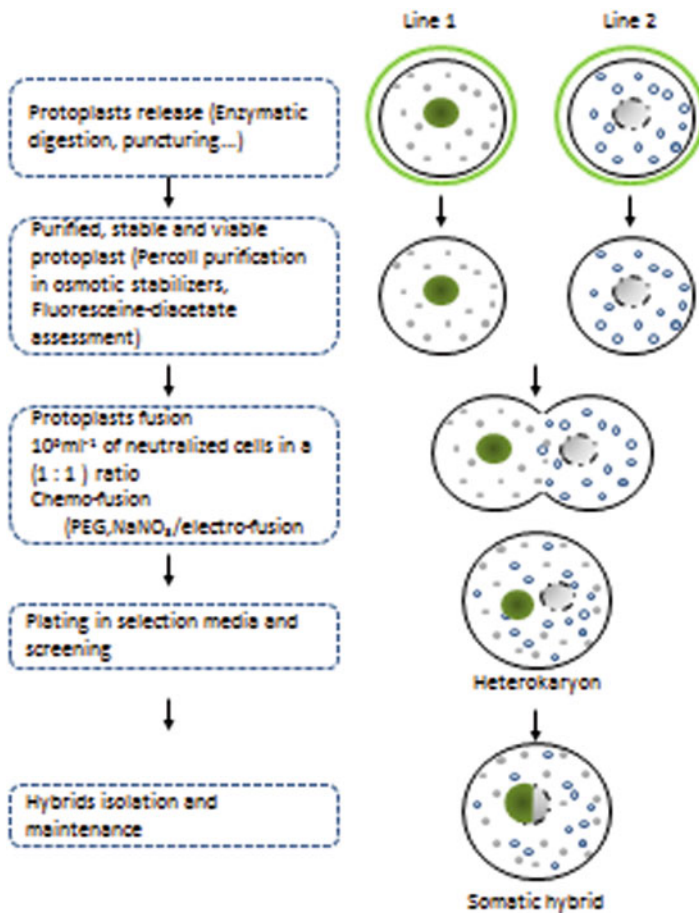 Line 1
Line 2
Protoplasts release (Enzymatic
digestion, puncturing...)
Purified, stable and viable
protoplast (Percoll purification
in osmotic stabilizers,
Fluoresceine-diacetate
assessment)
Protoplasts fusion
ml⁻¹ of neutralized cells in a
(1 : 1 ) ratio
Chemo-fusion
(PEG,NaNO₃/electro-fusion
Plating in selection media and
screening
Heterokaryon
Hybrids isolation and
maintenance
Somatic hybrid